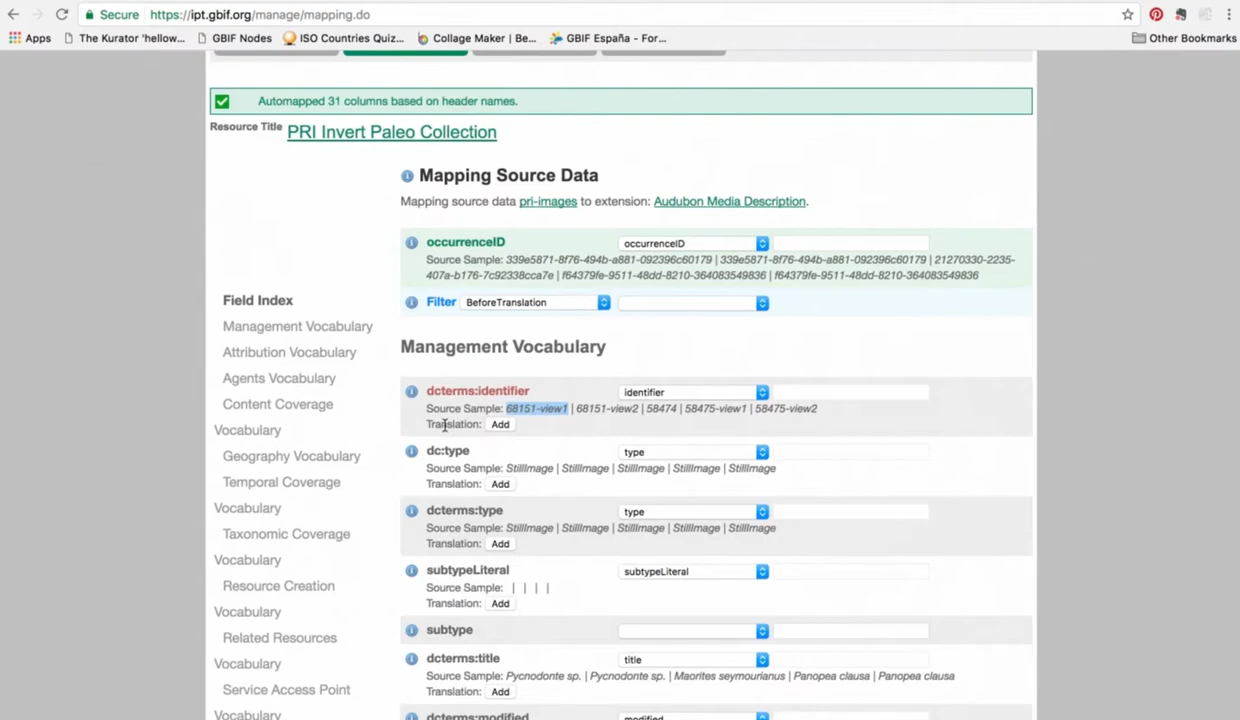 Secure https://ipt.gbif.org/manage/mapping.do
Apps The Kurator 'hellow... GBIF Nodes ISO Countries Quiz... Collage Maker | Be... GBIF España - For... Other Bookmarks
Automapped 31 columns based on header names.
Resource Title PRI Invert Paleo Collection
Mapping Source Data
Mapping source data pri-images to extension: Audubon Media Description.
occurrenceID occurrenceID
Source Sample: 339e5871-8f76-494b-a881-092396c60179 | 339e5871-8f76-494b-a881-092396c60179 | 21270330-2235-
407a-b176-7c92338cca7e | f64379fe-9511-48dd-8210-364083549836 | f64379fe-9511-48dd-8210-364083549836
Filter BeforeTranslation
Field Index
Management Vocabulary
Attribution Vocabulary
Agents Vocabulary
Content Coverage
Vocabulary
Geography Vocabulary
Temporal Coverage
Vocabulary
Taxonomic Coverage
Vocabulary
Resource Creation
Vocabulary
Related Resources
Vocabulary
Service Access Point
Vocabulary
Management Vocabulary
dcterms:identifier identifier
Source Sample: 68151-view1 | 68151-view2 | 58474 | 58475-view1 | 58475-view2
Translation: Add
dc:type type
Source Sample: StillImage | StillImage | StillImage | StillImage | StillImage
Translation: Add
dcterms:type type
Source Sample: StillImage | StillImage | StillImage | StillImage | StillImage
Translation: Add
subtypeLiteral subtypeLiteral
Source Sample: | | | |
Translation: Add
subtype
dcterms:title title
Source Sample: Pycnodonte sp. | Pycnodonte sp. | Maorites seymourianus | Panopea clausa | Panopea clausa
Translation: Add
dcterms:modified modified